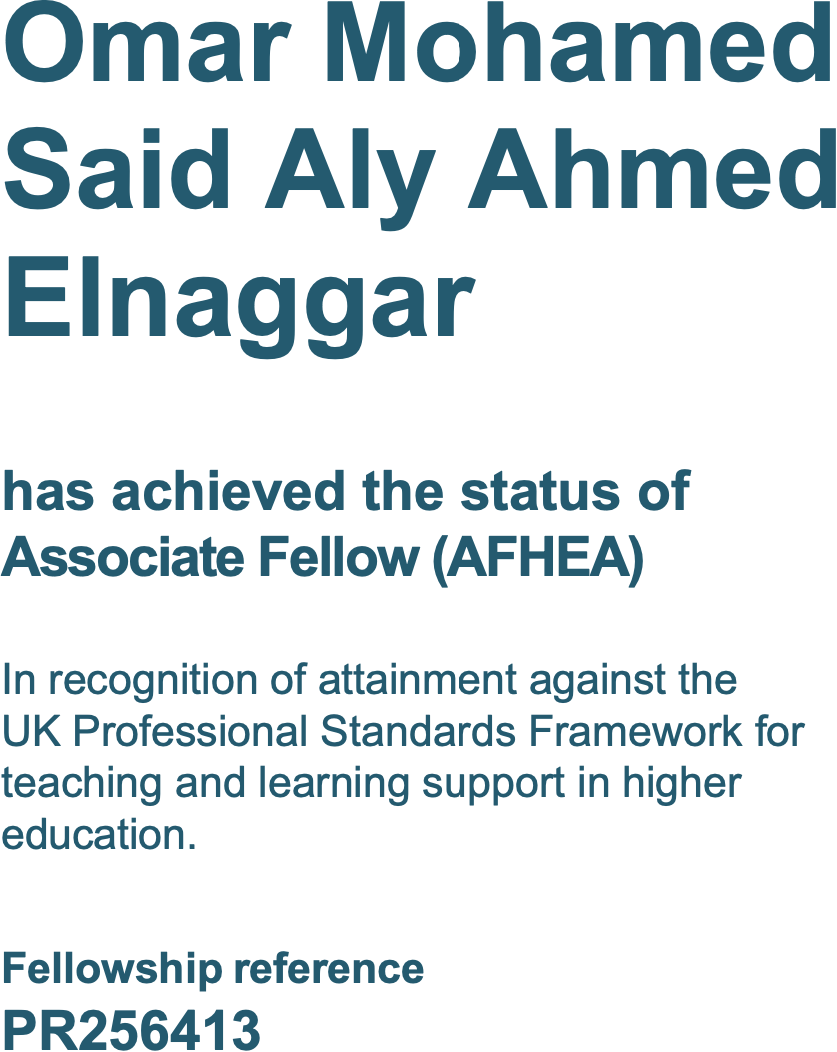 Omar Mohamed
Said Aly Ahmed
Elnaggar
has achieved the status of
Associate Fellow (AFHEA)
In recognition of attainment against the
UK Professional Standards Framework for
teaching and learning support in higher
education.
Fellowship reference
PR256413